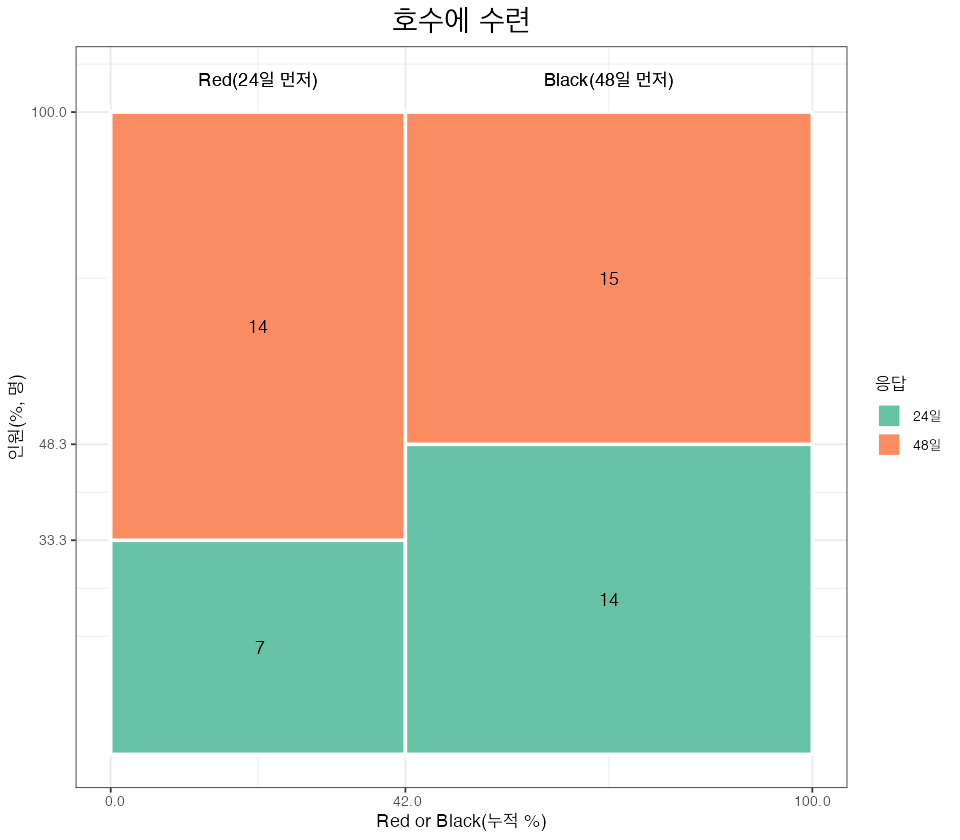 호수에 수련
Red(24일 먼저)
Black(48일 먼저)
100.0
48.3
33.3
인원(%, 명)
14
15
7
14
응답
24일
48일
0.0
42.0
100.0
Red or Black(누적 %)